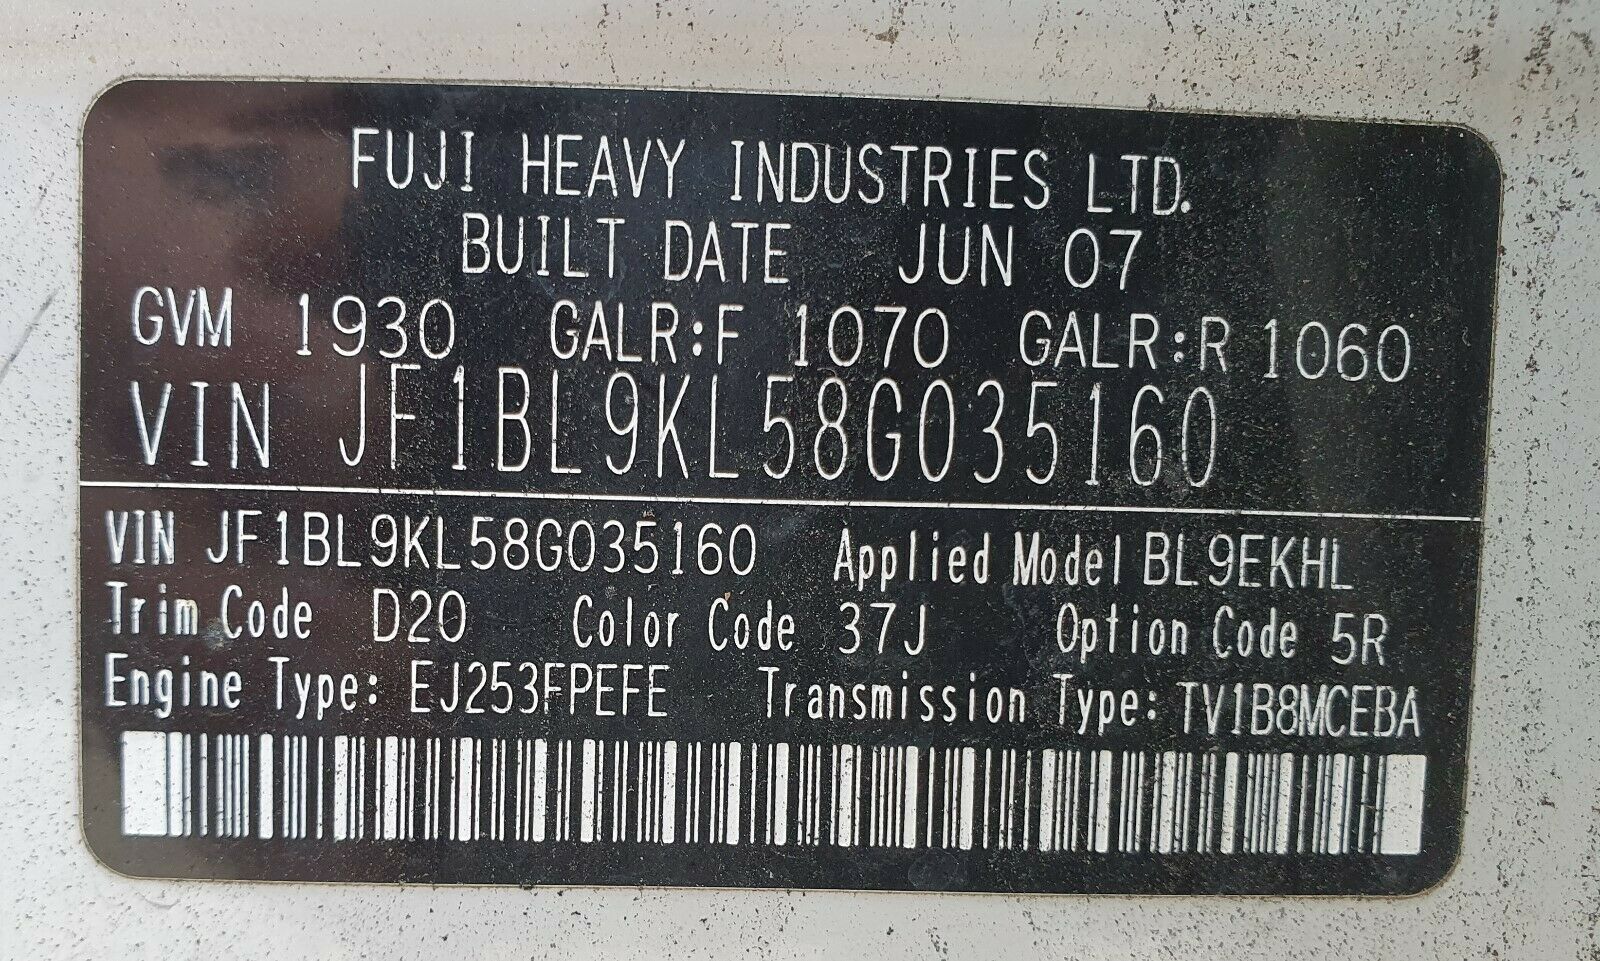 FUJI HEAVY INDUSTRIES LTD.
BUILT DATE JUN 07
GVM 1930 GALR:F 1070 GALR:R 1060
VIN JF1BL9KL58G035160
VIN JF1BL9KL58G035160 Applied Model BL9EKHL
Trim Code D20 Color Code 37J Option Code 5R
Engine Type: EJ253FPEFE Transmission Type: TV1B8MCEBA